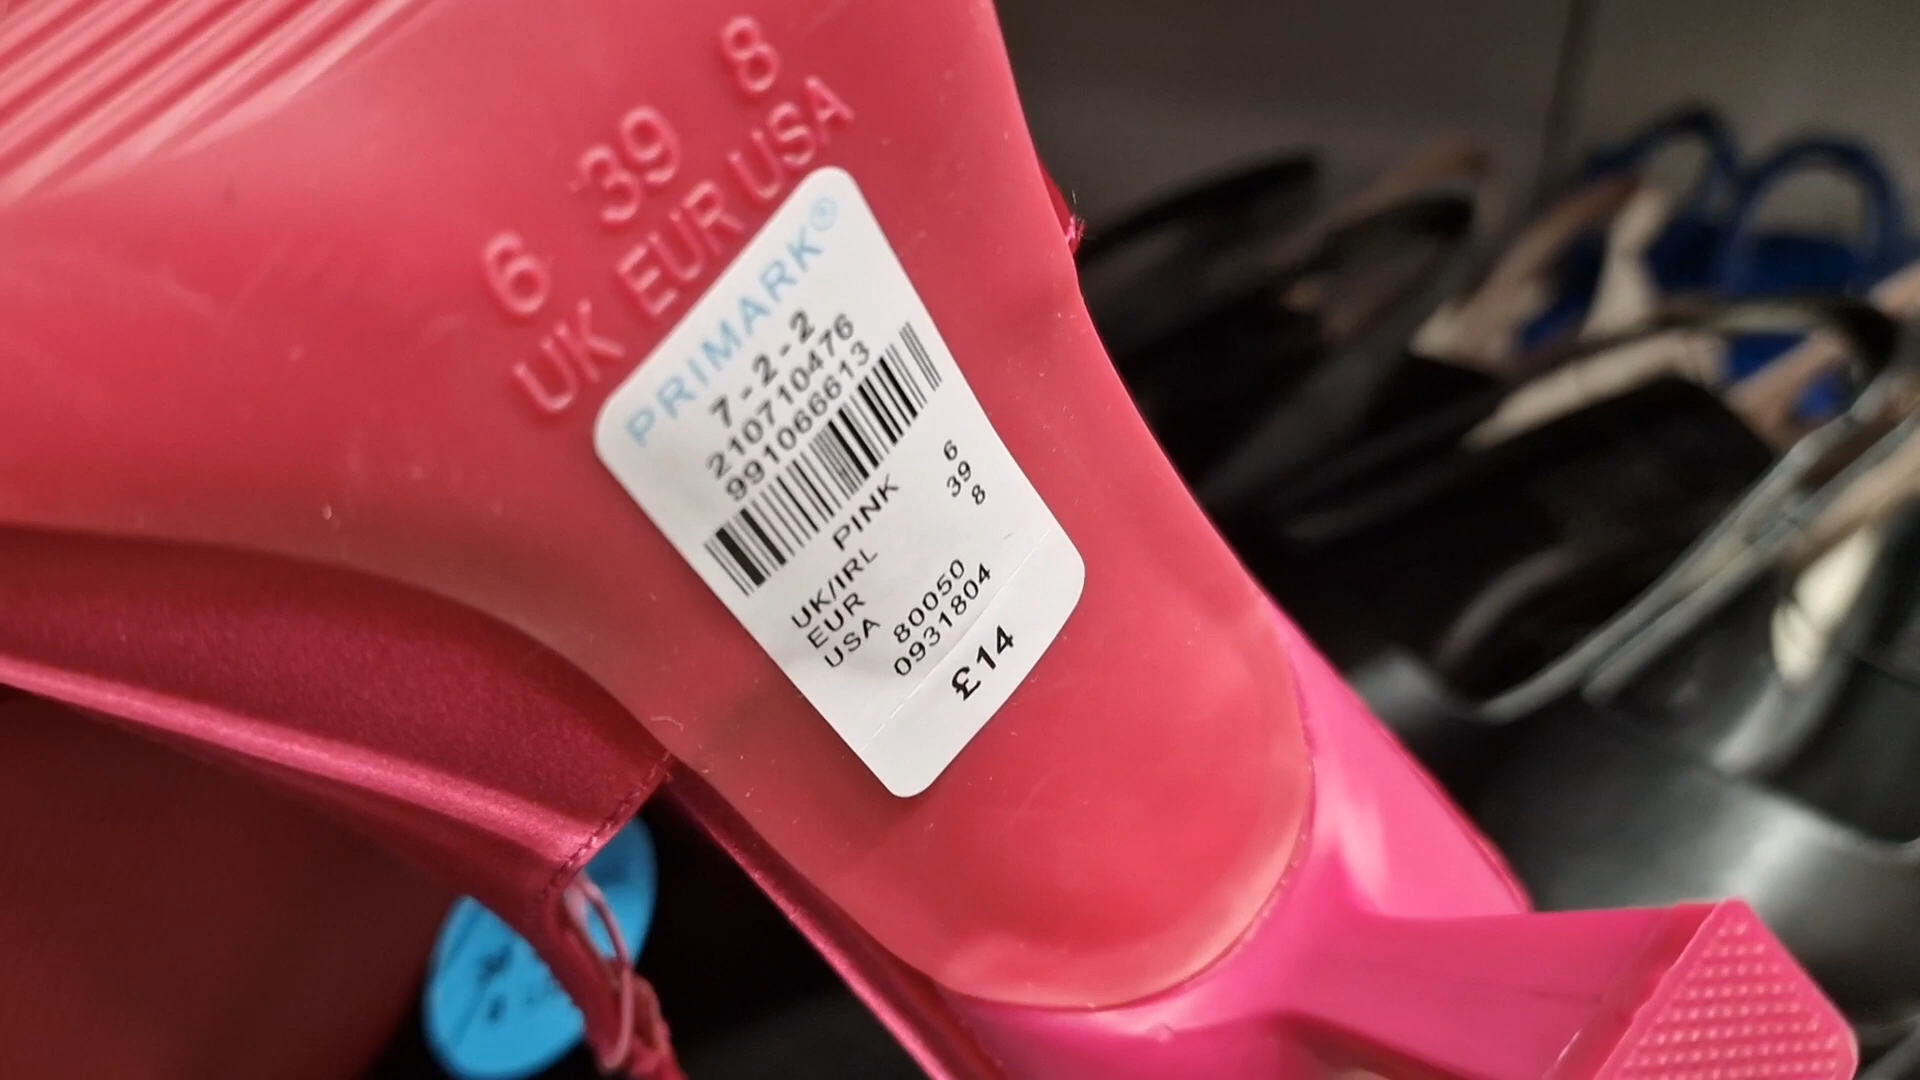 6 39 8
UK EUR USA
PRIMARK®
7-2-2
210710476
991066613
PINK
UK/IRL 6
EUR 39
USA 8
80050
0931804
£14